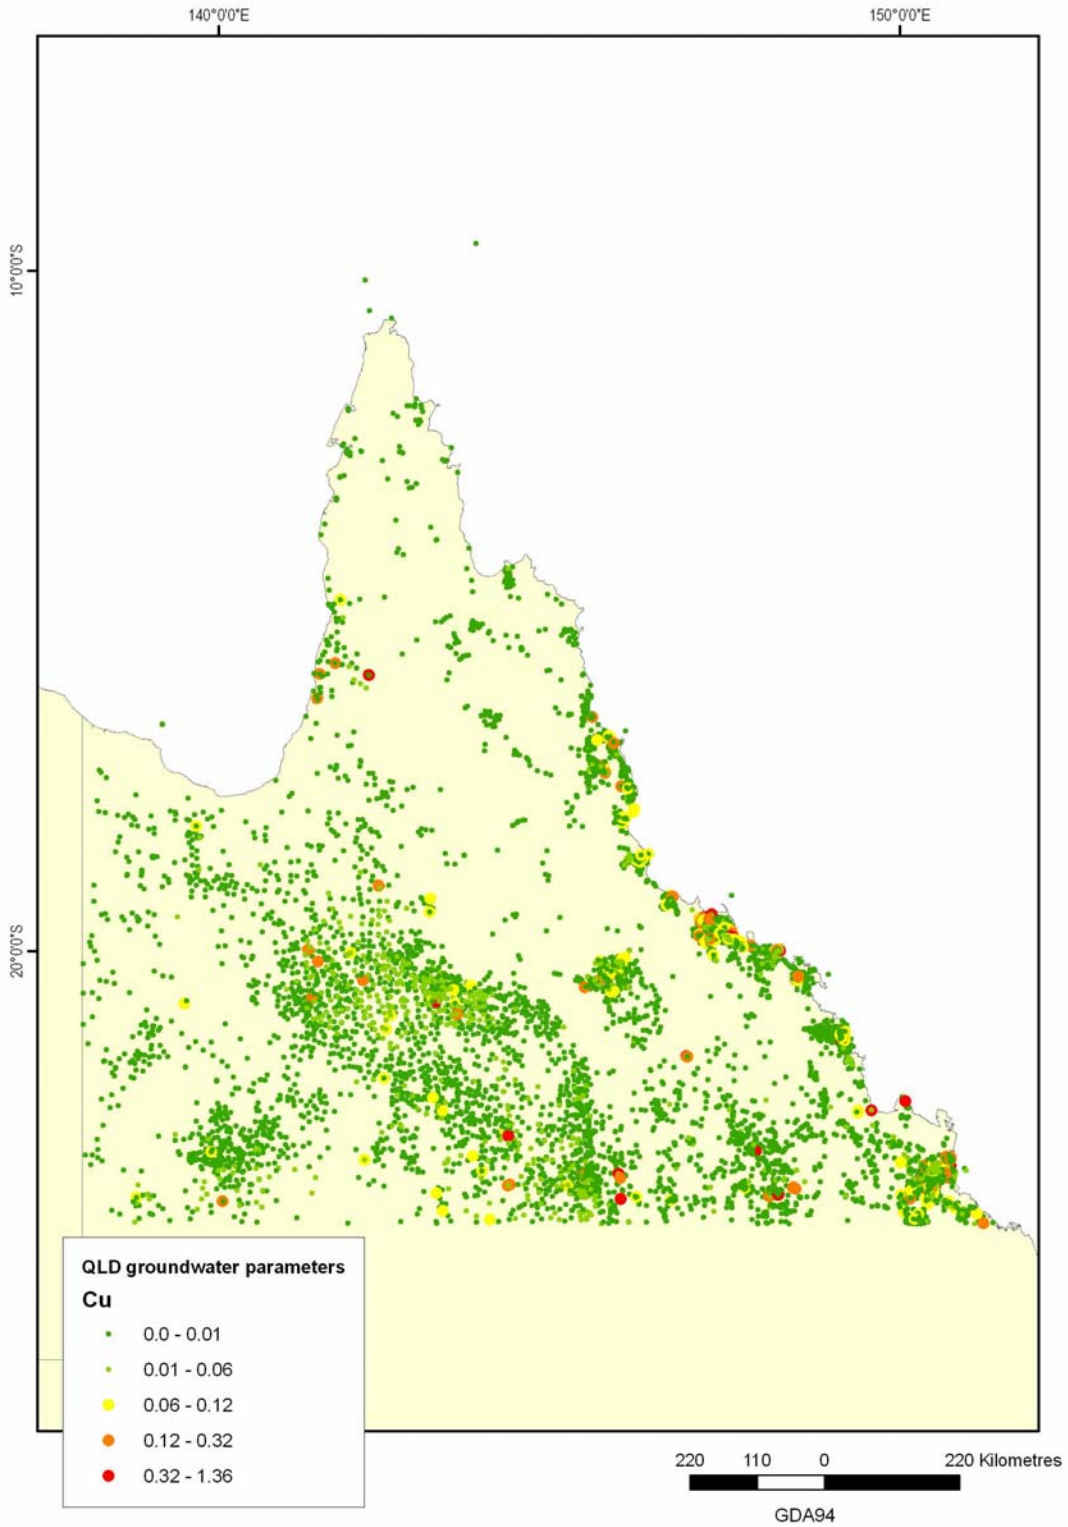 140°0'0"E
150°0'0"E
10°0'0"S
20°0'0"S
QLD groundwater parameters
Cu
0.0 - 0.01
0.01 - 0.06
0.06 - 0.12
0.12 - 0.32
0.32 - 1.36
220 110 0 220 Kilometres
GDA94